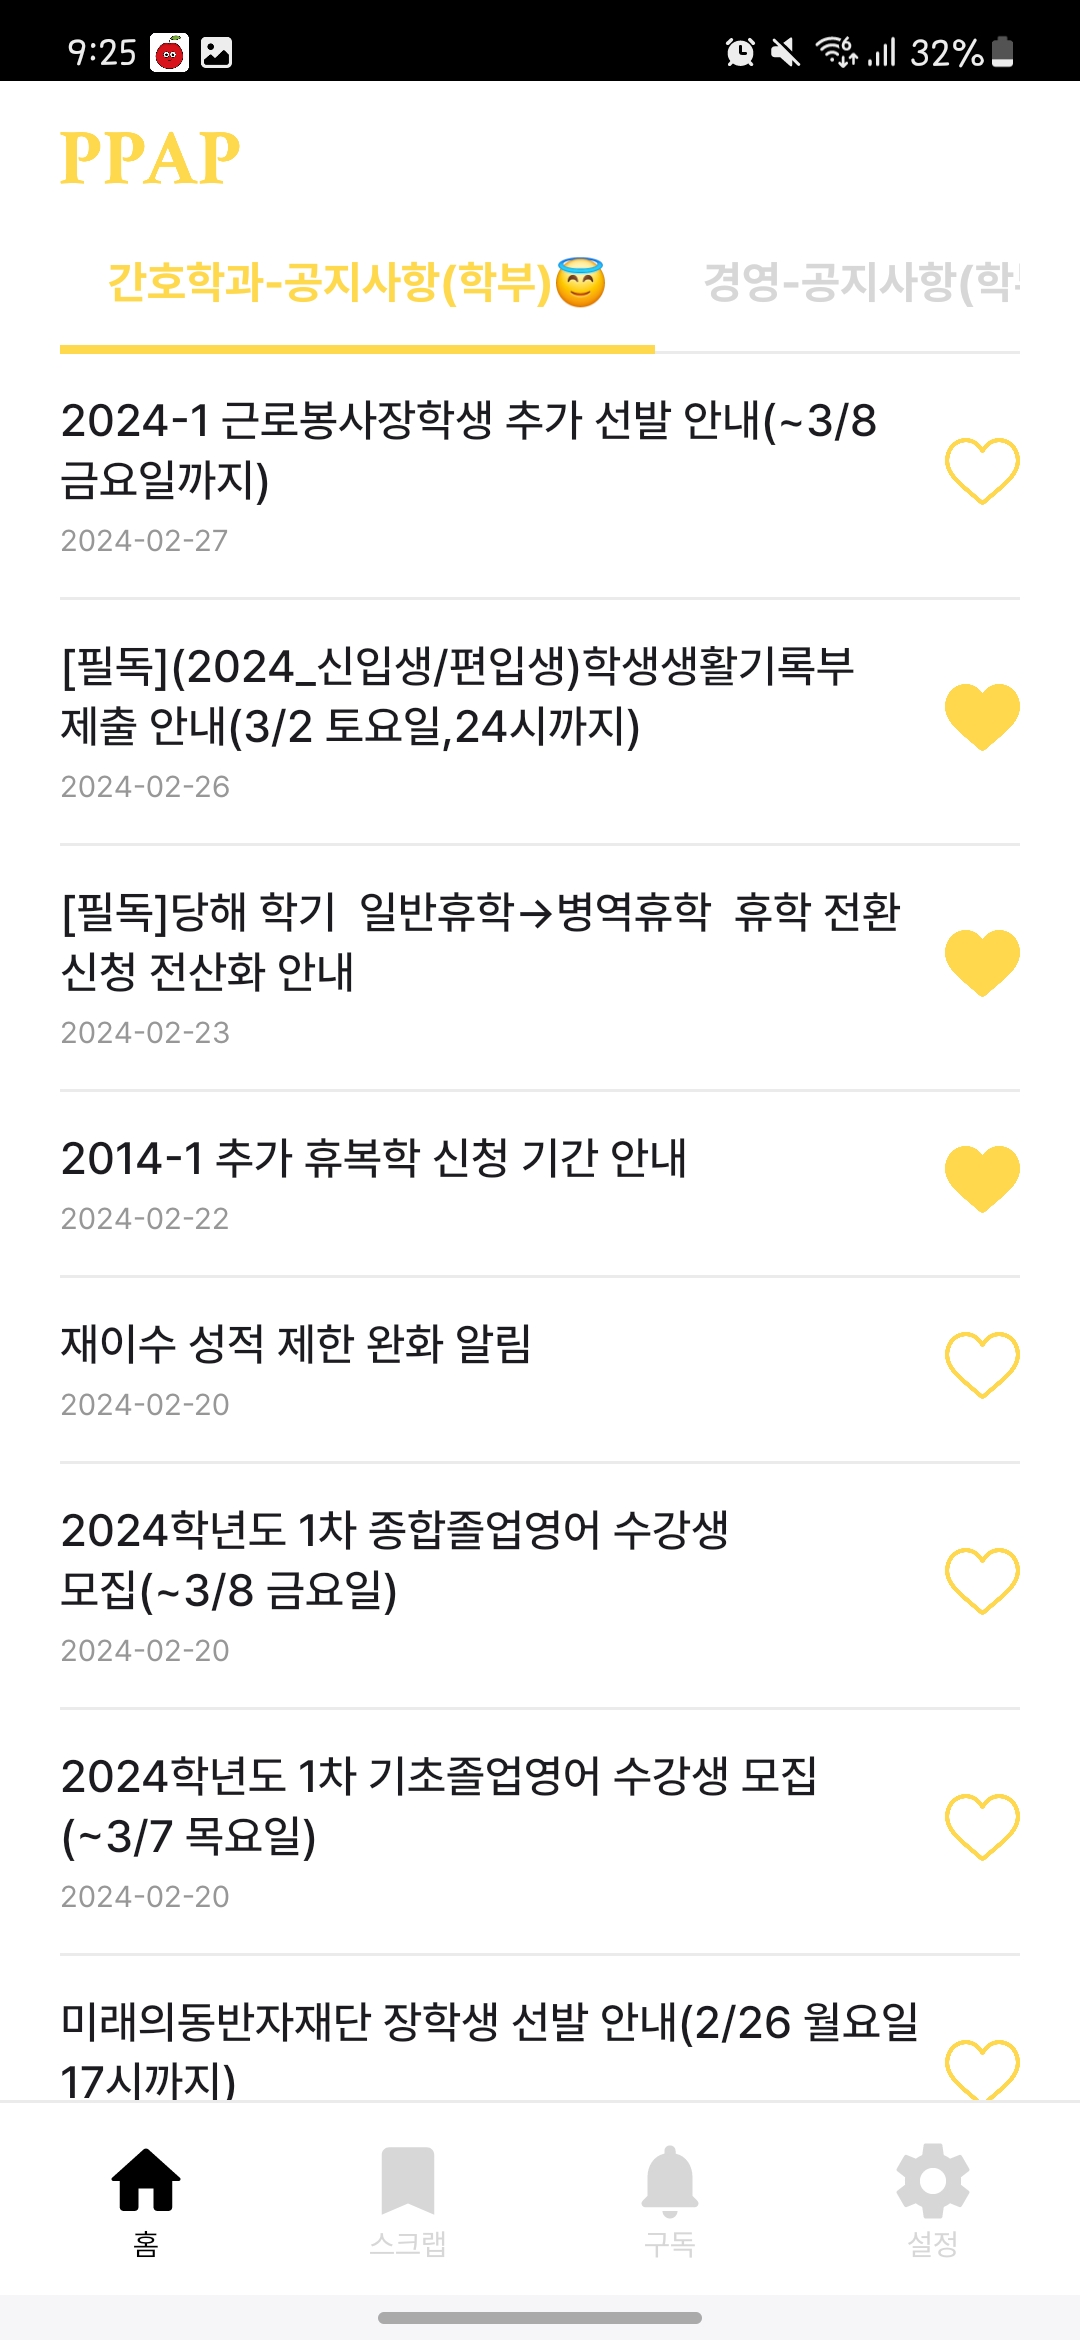 9:25
32%
PPAP
간호학과-공지사항(학부)😇
경영-공지사항(학
2024-1 근로봉사장학생 추가 선발 안내(~3/8
금요일까지)
2024-02-27
[필독](2024_신입생/편입생)학생생활기록부
제출 안내(3/2 토요일,24시까지)
2024-02-26
[필독]당해 학기  일반휴학→병역휴학  휴학 전환
신청 전산화 안내
2024-02-23
2014-1 추가 휴복학 신청 기간 안내
2024-02-22
재이수 성적 제한 완화 알림
2024-02-20
2024학년도 1차 종합졸업영어 수강생
모집(~3/8 금요일)
2024-02-20
2024학년도 1차 기초졸업영어 수강생 모집
(~3/7 목요일)
2024-02-20
미래의동반자재단 장학생 선발 안내(2/26 월요일
17시까지)
홈
스크랩
구독
설정